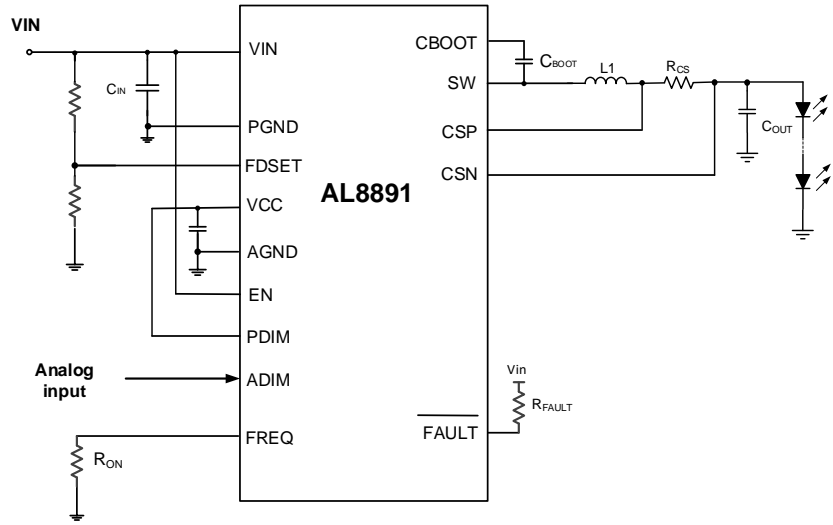 VIN
VIN
CIN
PGND
FDSET
VCC
AGND
EN
PDIM
Analog
input
ADIM
FREQ
RON
AL8891
CBOOT
CBOOT
SW
L1
RCS
CSP
COUT
CSN
Vin
RFAULT
FAULT